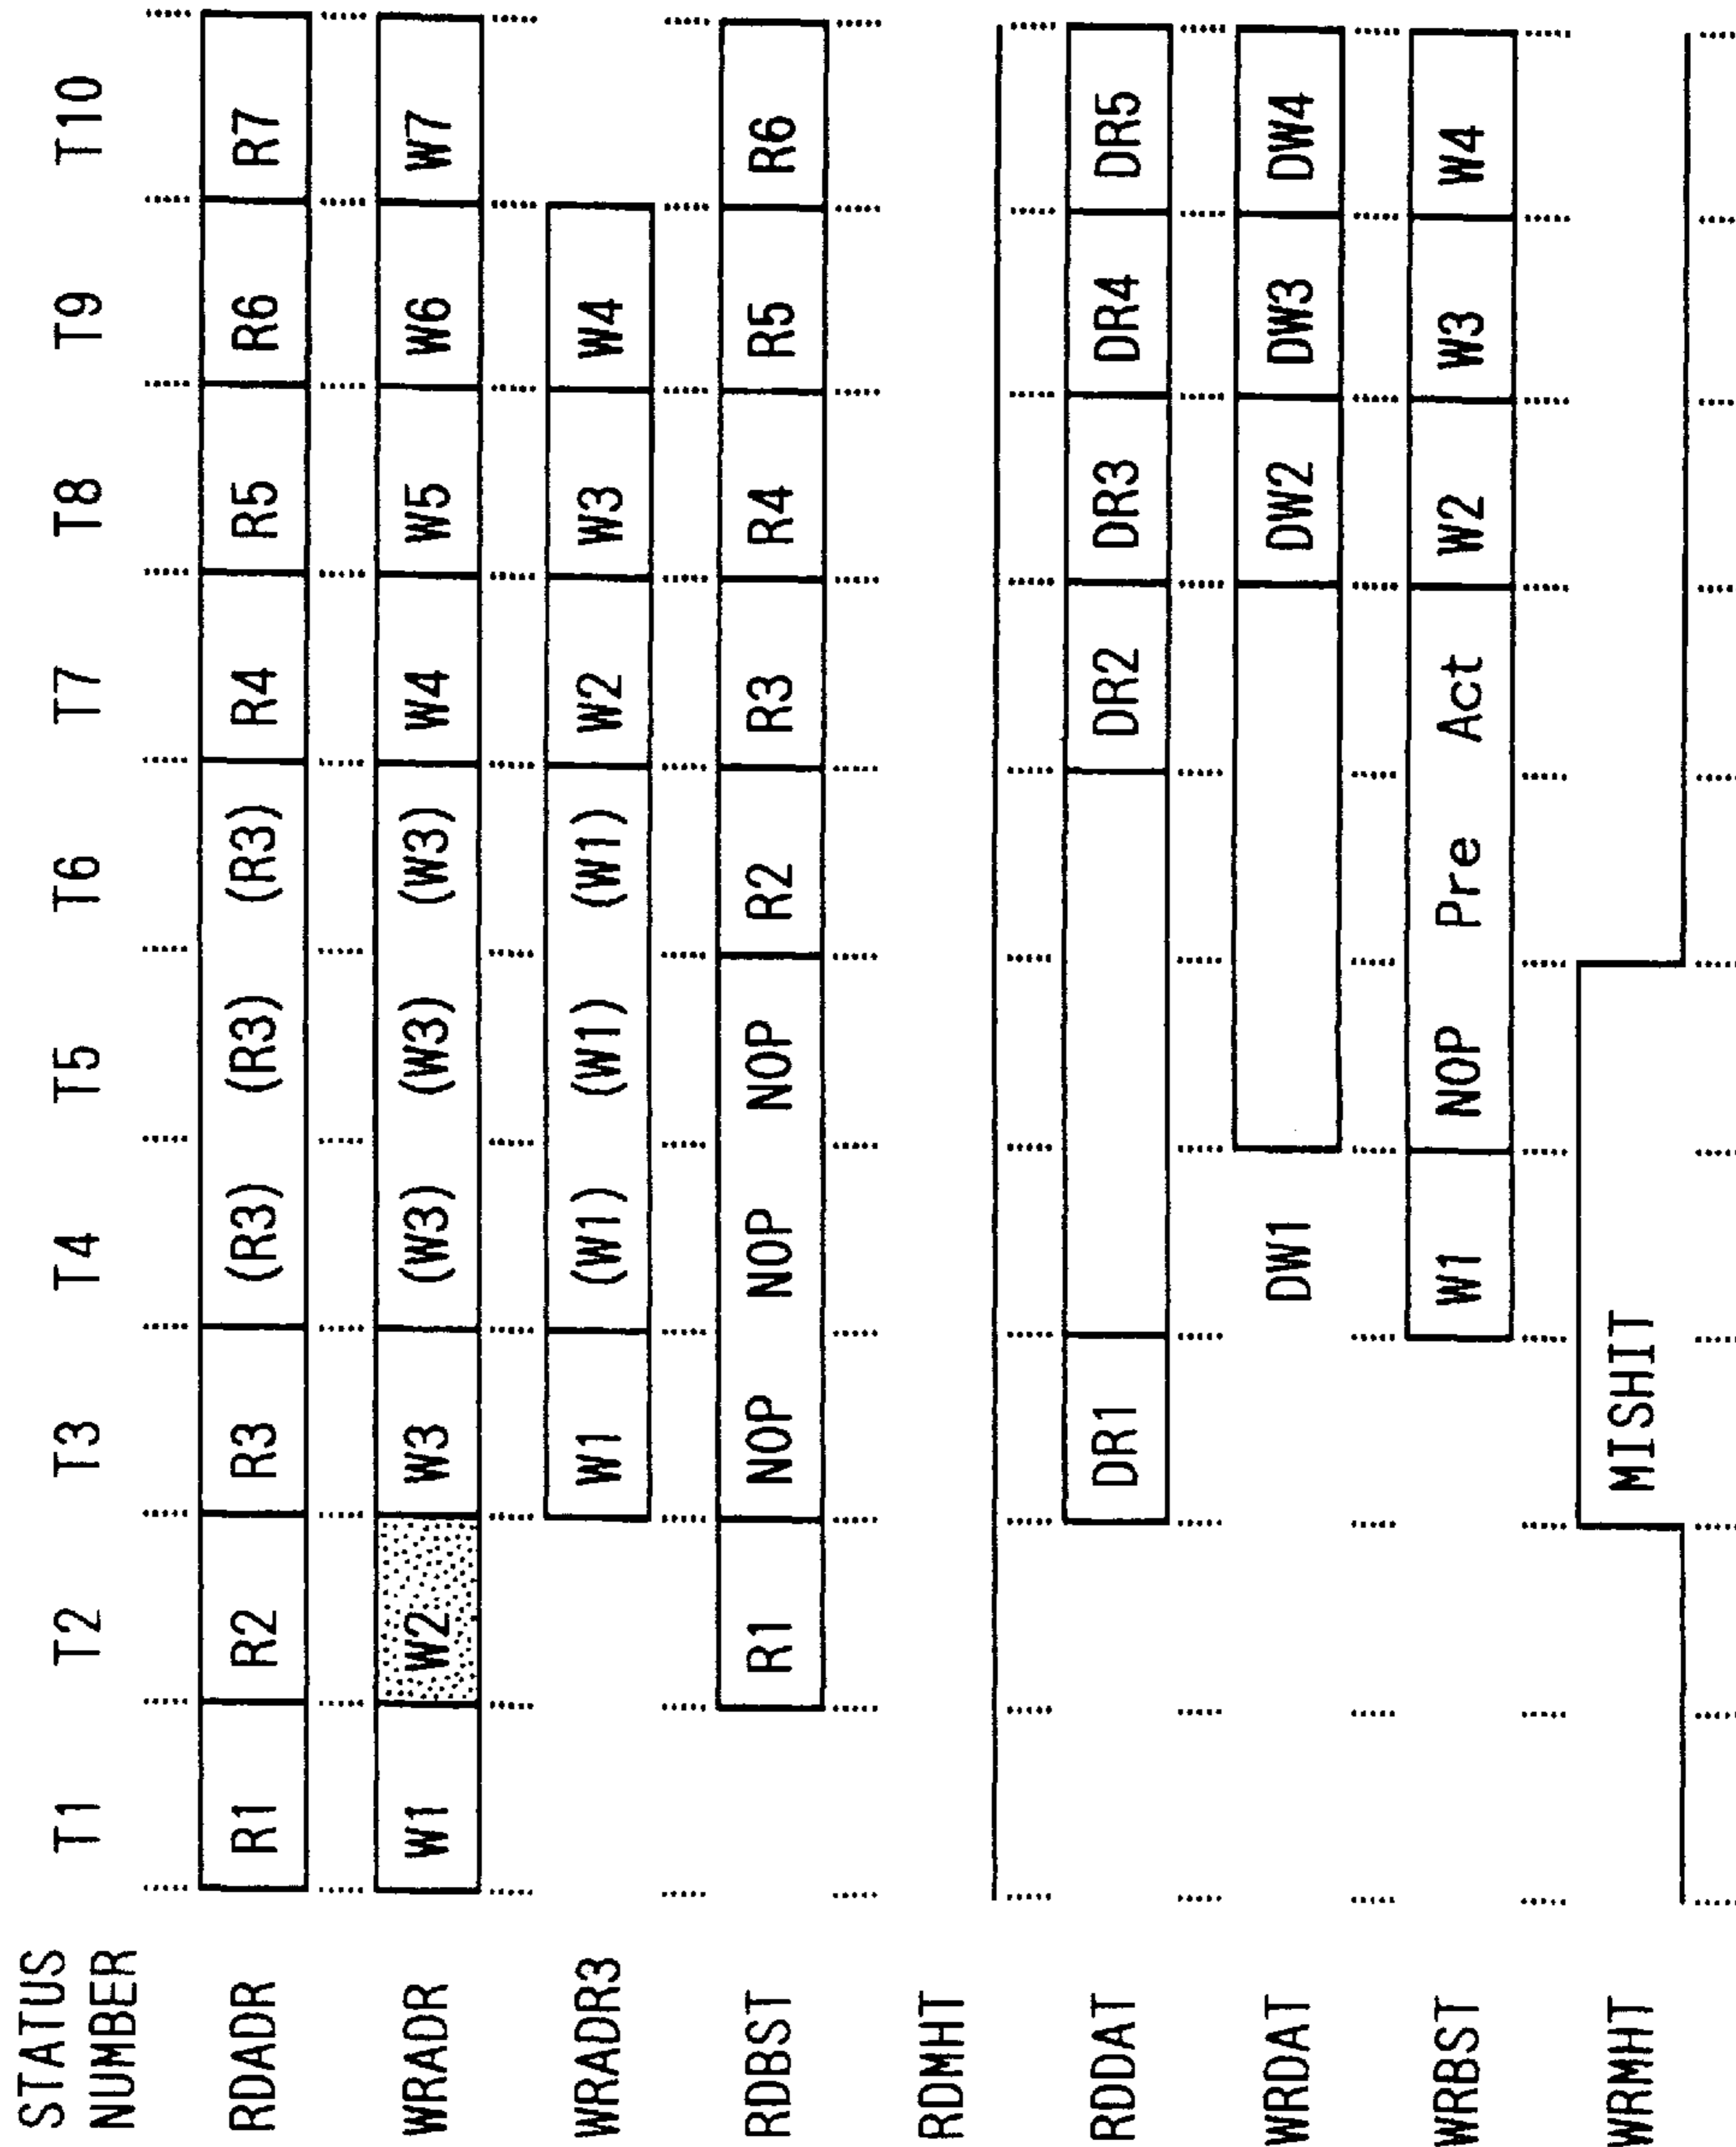 STATUS NUMBER T1 T2 T3 T4 T5 T6 T7 T8 T9 T10
RDADR R1 R2 R3 (R3) (R3) (R3) R4 R5 R6 R7
WRADR W1 W2 W3 (W3) (W3) (W3) W4 W5 W6 W7
WRADR3 W1 (W1) (W1) (W1) W2 W3 W4
RDBST R1 NOP NOP NOP R2 R3 R4 R5 R6
RDMHT
RDDAT DR1 DR2 DR3 DR4 DR5
WRDAT DW1 DW2 DW3 DW4
WRBST W1 NOP Pre Act W2 W3 W4
WRMHT MISHIT